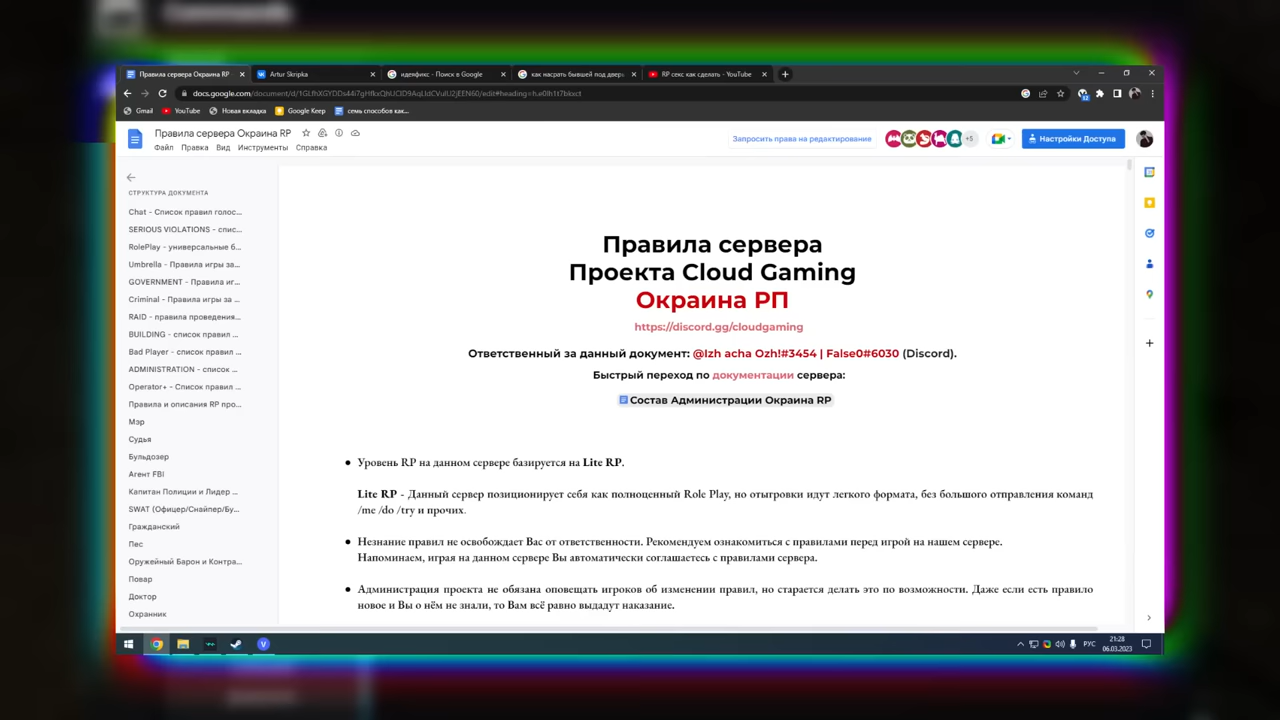 Commands
Правила сервера Окраина RP
Artur Skripka
иденфикс - Поиск в Google
как насрать бывшей под двери
RP секс как сделать - YouTube
Gmail
YouTube
Новая вкладка
Google Keep
семь способов как...
Правила сервера Окраина RP
Файл Правка Вид Инструменты Справка
Запросить права на редактирование
+5
Настройки Доступа
СТРУКТУРА ДОКУМЕНТА
Chat - Список правил голос...
SERIOUS VIOLATIONS - спис...
RolePlay - универсальные б...
Umbrella - Правила игры за...
GOVERNMENT - Правила иг...
Criminal - Правила игры за ...
RAID - правила проведения...
BUILDING - список правил ...
Bad Player - список правил ...
ADMINISTRATION - список ...
Operator+ - Список правил ...
Правила и описания RP про...
Мэр
Судья
Бульдозер
Агент FBI
Капитан Полиции и Лидер ...
SWAT (Офицер/Снайпер/Бу...
Гражданский
Пес
Оружейный Барон и Контра...
Повар
Доктор
Охранник
Правила сервера
Проекта Cloud Gaming
Окраина РП
https://discord.gg/cloudgaming
Ответственный за данный документ: @Izh acha Ozh!#3454 | False0#6030 (Discord).
Быстрый переход по документации сервера:
Состав Администрации Окраина RP
● Уровень RP на данном сервере базируется на Lite RP.
Lite RP - Данный сервер позиционирует себя как полноценный Role Play, но отыгровки идут легкого формата, без большого отправления команд
/me /do /try и прочих.
● Незнание правил не освобождает Вас от ответственности. Рекомендуем ознакомиться с правилами перед игрой на нашем сервере.
Напоминаем, играя на данном сервере Вы автоматически соглашаетесь с правилами сервера.
● Администрация проекта не обязана оповещать игроков об изменении правил, но старается делать это по возможности. Даже если есть правило
новое и Вы о нём не знали, то Вам всё равно выдадут наказание.
РУС
21:28
06.03.2023